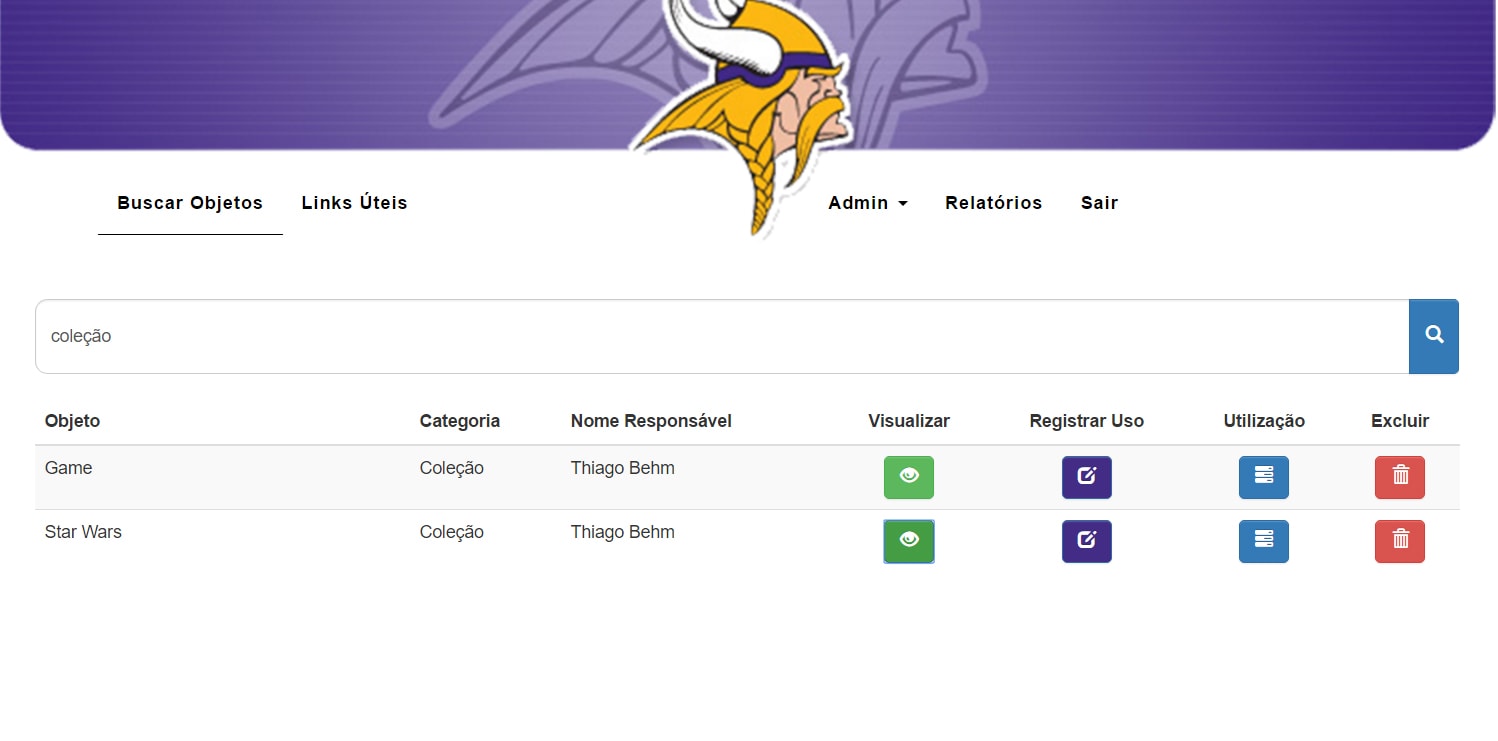 Buscar Objetos Links Úteis Admin Relatórios Sair
coleção
Objeto Categoria Nome Responsável Visualizar Registrar Uso Utilização Excluir
Game Coleção Thiago Behm
Star Wars Coleção Thiago Behm